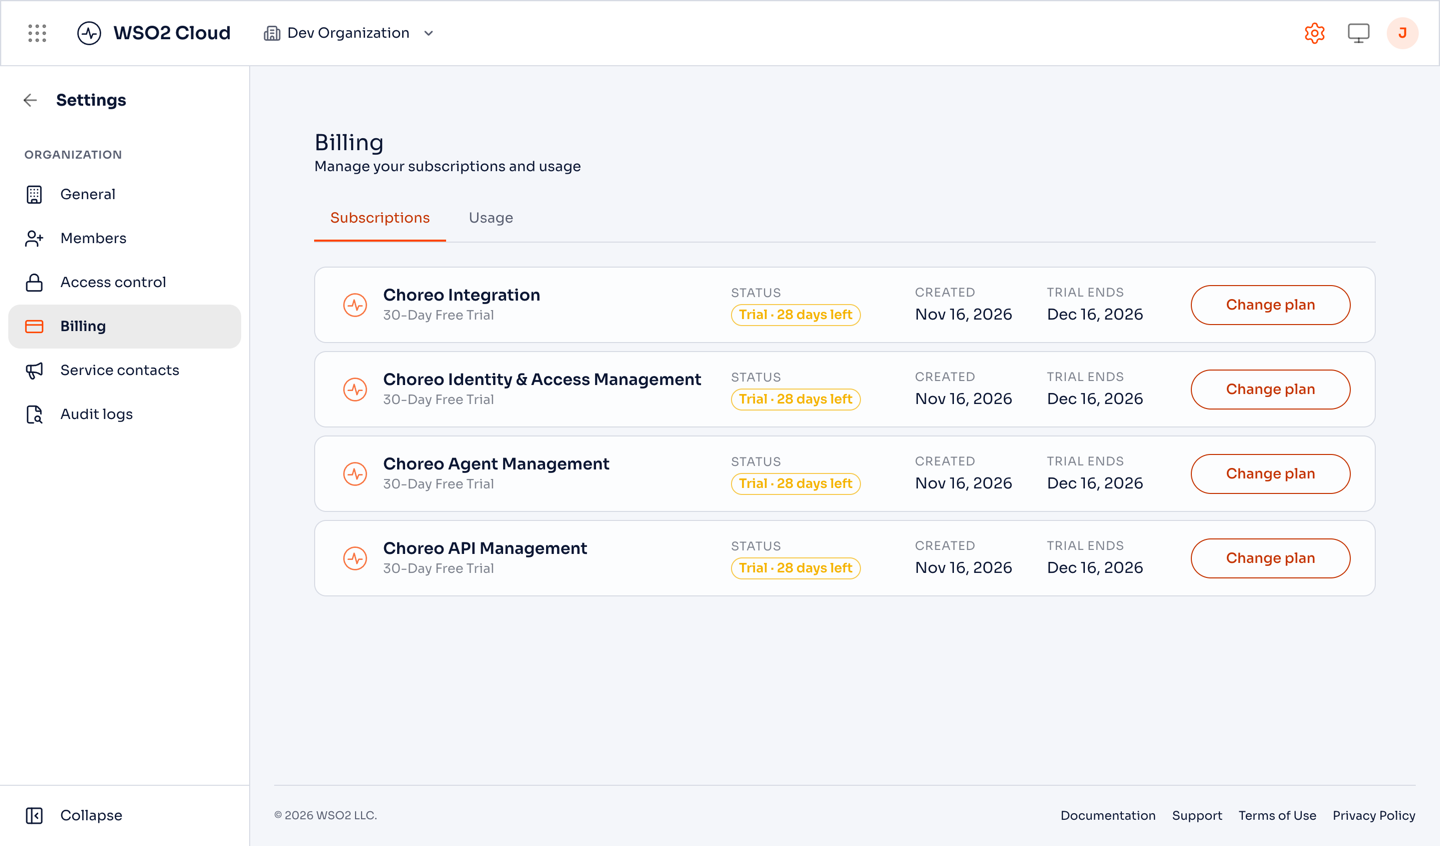 WSO2 Cloud
Dev Organization
J
Settings
ORGANIZATION
General
Members
Access control
Billing
Service contacts
Audit logs
Collapse
Billing
Manage your subscriptions and usage
Subscriptions
Usage
Choreo Integration
30-Day Free Trial
STATUS
Trial · 28 days left
CREATED
Nov 16, 2026
TRIAL ENDS
Dec 16, 2026
Change plan
Choreo Identity & Access Management
30-Day Free Trial
STATUS
Trial · 28 days left
CREATED
Nov 16, 2026
TRIAL ENDS
Dec 16, 2026
Change plan
Choreo Agent Management
30-Day Free Trial
STATUS
Trial · 28 days left
CREATED
Nov 16, 2026
TRIAL ENDS
Dec 16, 2026
Change plan
Choreo API Management
30-Day Free Trial
STATUS
Trial · 28 days left
CREATED
Nov 16, 2026
TRIAL ENDS
Dec 16, 2026
Change plan
© 2026 WSO2 LLC.
Documentation
Support
Terms of Use
Privacy Policy